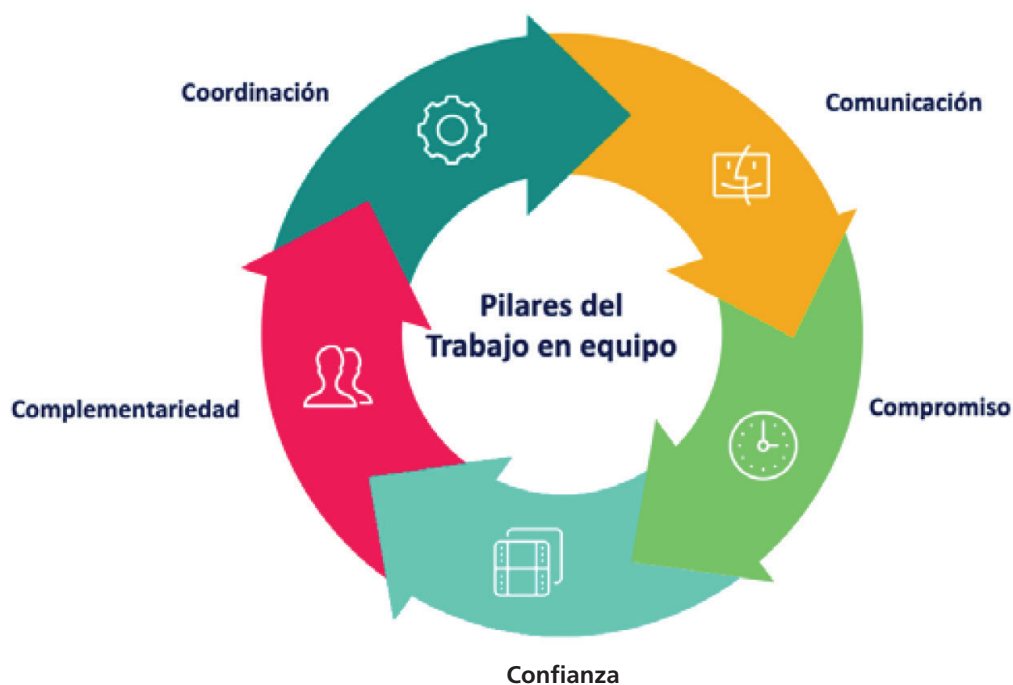 Coordinación
Comunicación
Pilares del
Trabajo en equipo
Complementariedad
Compromiso
Confianza